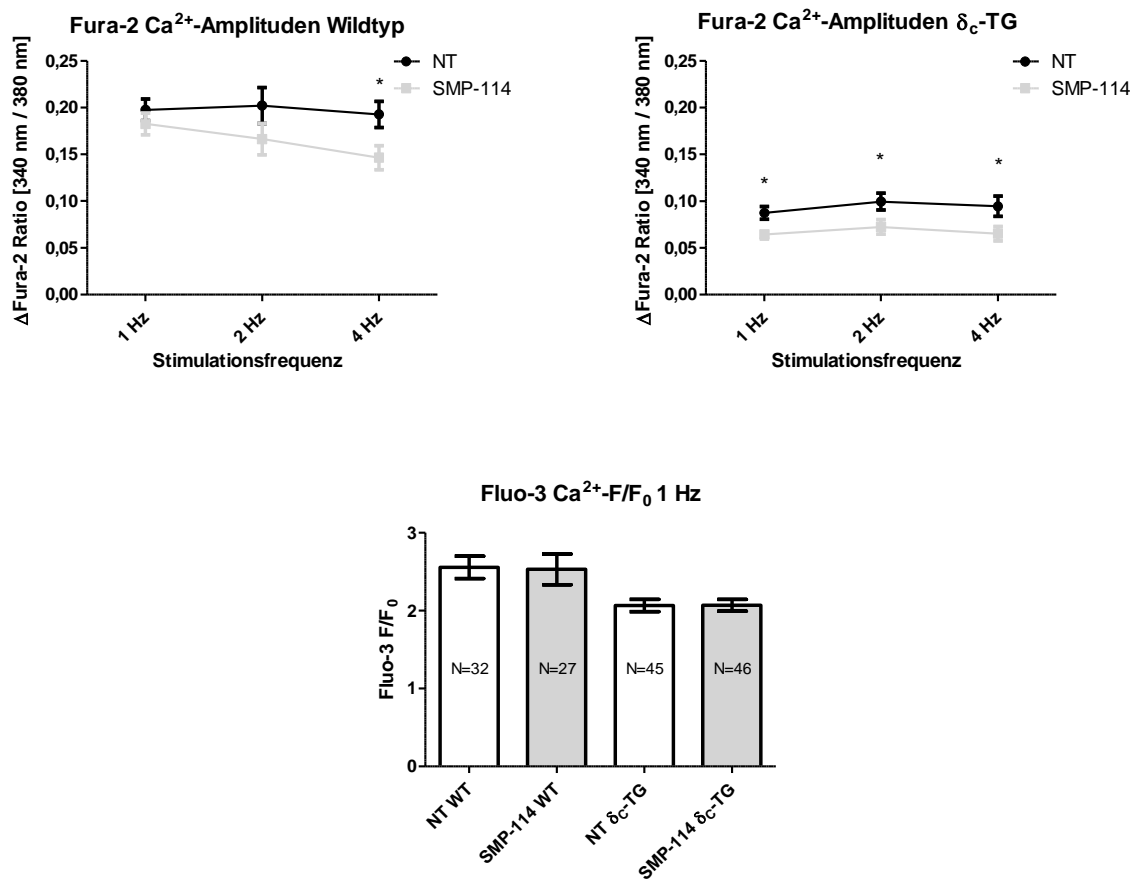 Fura-2 Ca²⁺-Amplituden Wildtyp
NT
SMP-114
*
ΔFura-2 Ratio [340 nm / 380 nm]
0,25
0,20
0,15
0,10
0,05
0,00
1 Hz
2 Hz
4 Hz
Stimulationsfrequenz
Fura-2 Ca²⁺-Amplituden δc-TG
NT
SMP-114
* * *
ΔFura-2 Ratio [340 nm / 380 nm]
0,25
0,20
0,15
0,10
0,05
0,00
1 Hz
2 Hz
4 Hz
Stimulationsfrequenz
Fluo-3 Ca²⁺-F/F₀ 1 Hz
Fluo-3 F/F₀
3
2
1
0
N=32
N=27
N=45
N=46
NT WT
SMP-114 WT
NT δC-TG
SMP-114 δC-TG